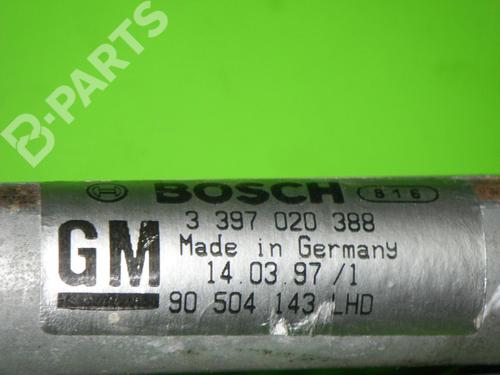 B-PARTS
BOSCH 816
3 397 020 388
GM
Made in Germany
14.03.97/1
90 504 143 LHD